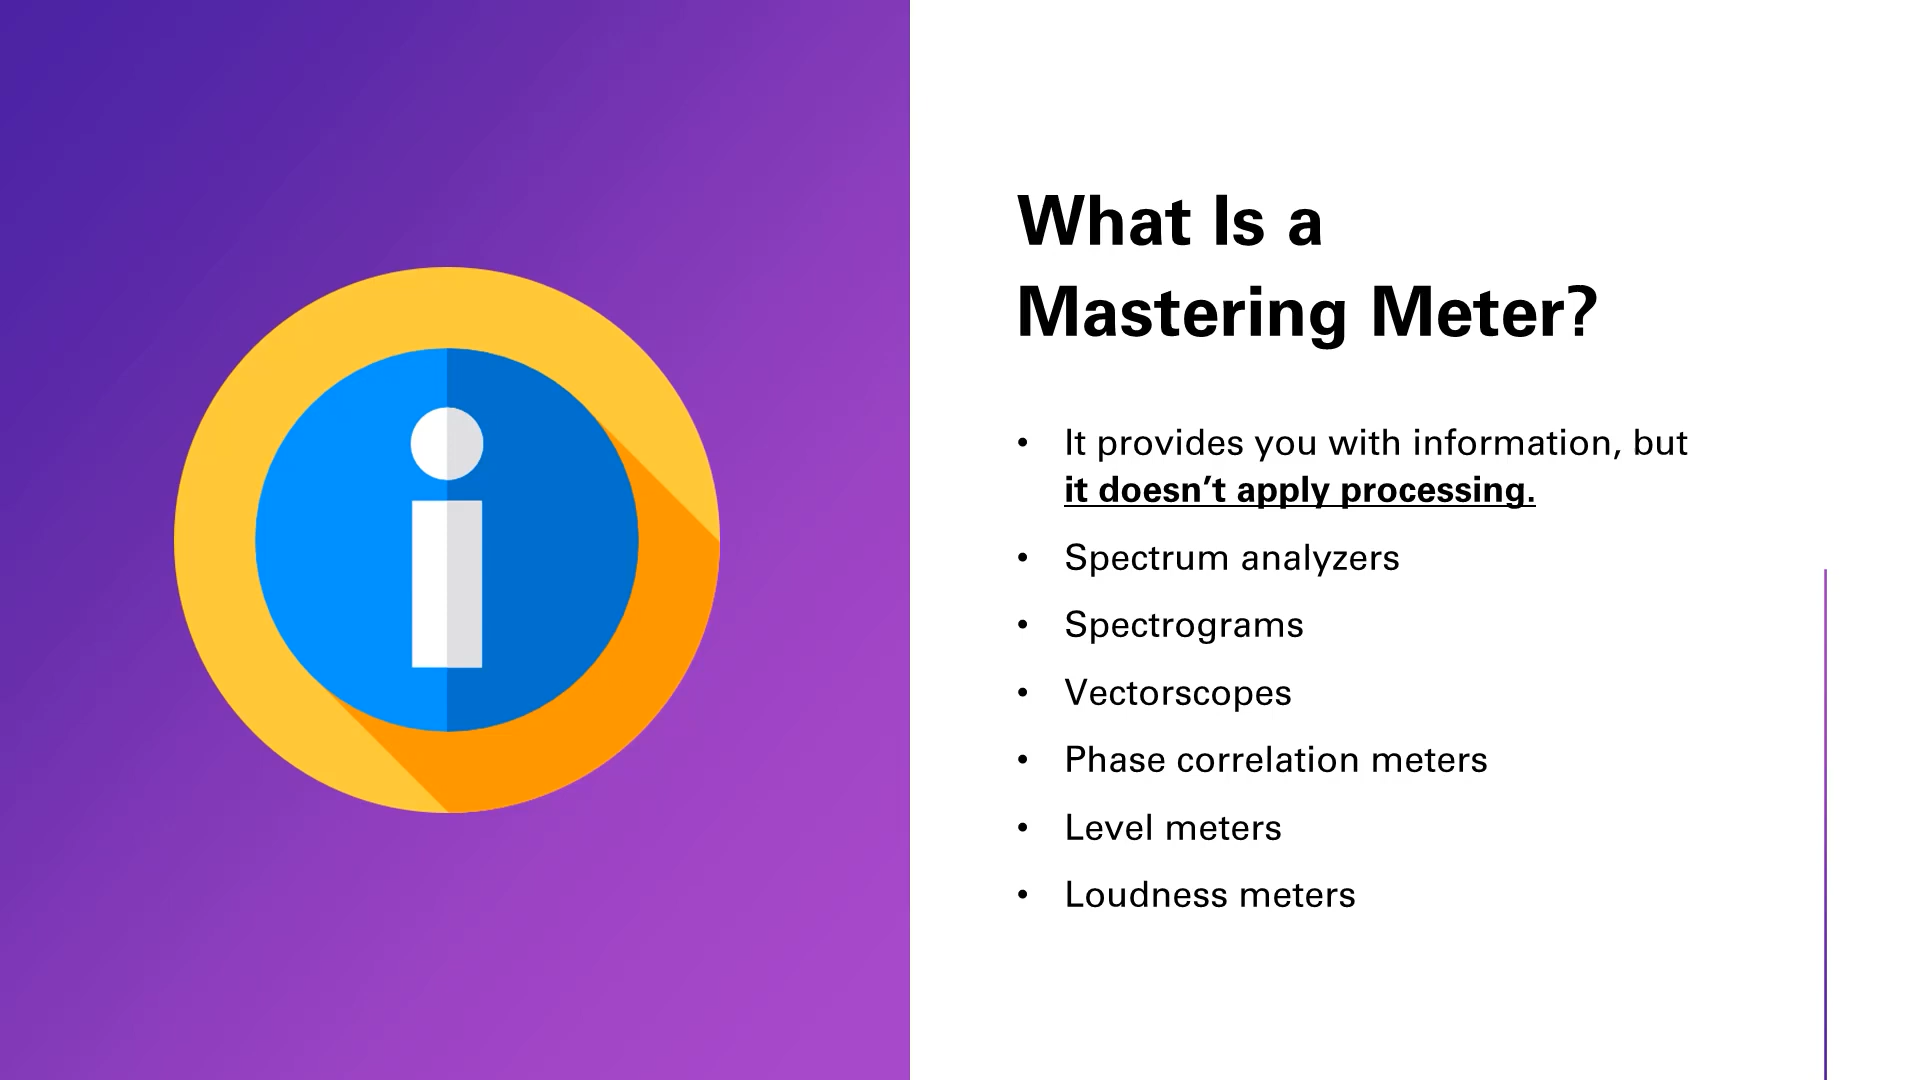 What Is a
Mastering Meter?
• It provides you with information, but
it doesn’t apply processing.
• Spectrum analyzers
• Spectrograms
• Vectorscopes
• Phase correlation meters
• Level meters
• Loudness meters